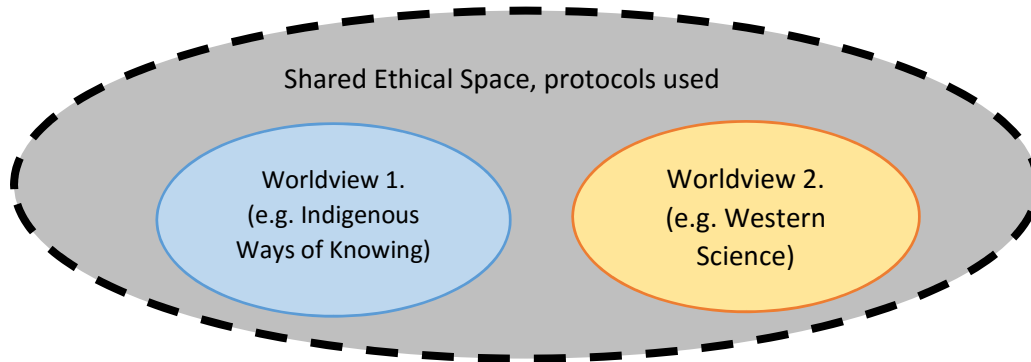 Shared Ethical Space, protocols used
Worldview 1.
(e.g. Indigenous
Ways of Knowing)
Worldview 2.
(e.g. Western
Science)